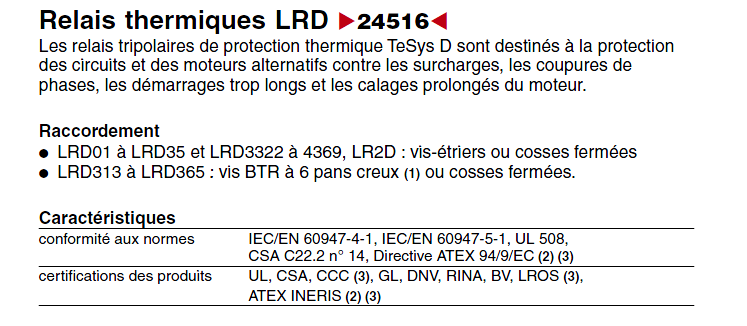 Relais thermiques LRD ▶24516◀
Les relais tripolaires de protection thermique TeSys D sont destinés à la protection
des circuits et des moteurs alternatifs contre les surcharges, les coupures de
phases, les démarrages trop longs et les calages prolongés du moteur.
Raccordement
● LRD01 à LRD35 et LRD3322 à 4369, LR2D : vis-étriers ou cosses fermées
● LRD313 à LRD365 : vis BTR à 6 pans creux (1) ou cosses fermées.
Caractéristiques
conformité aux normes IEC/EN 60947-4-1, IEC/EN 60947-5-1, UL 508,
CSA C22.2 n° 14, Directive ATEX 94/9/EC (2) (3)
certifications des produits UL, CSA, CCC (3), GL, DNV, RINA, BV, LROS (3),
ATEX INERIS (2) (3)